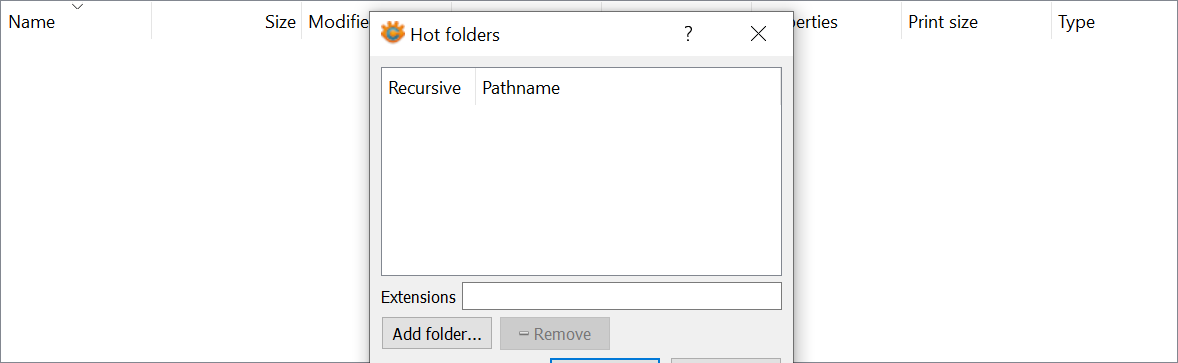 Name Size Modifie perties Print size Type
Hot folders ?
Recursive Pathname
Extensions
Add folder... Remove